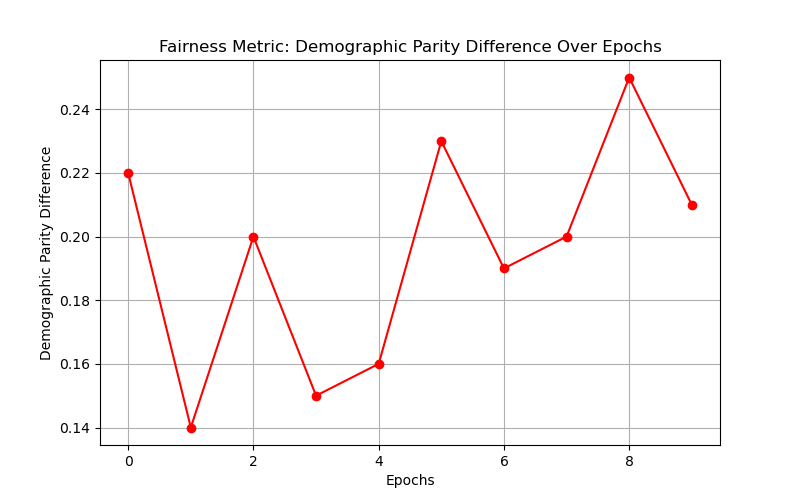 Fairness Metric: Demographic Parity Difference Over Epochs
Demographic Parity Difference
0.24
0.22
0.20
0.18
0.16
0.14
0 2 4 6 8
Epochs